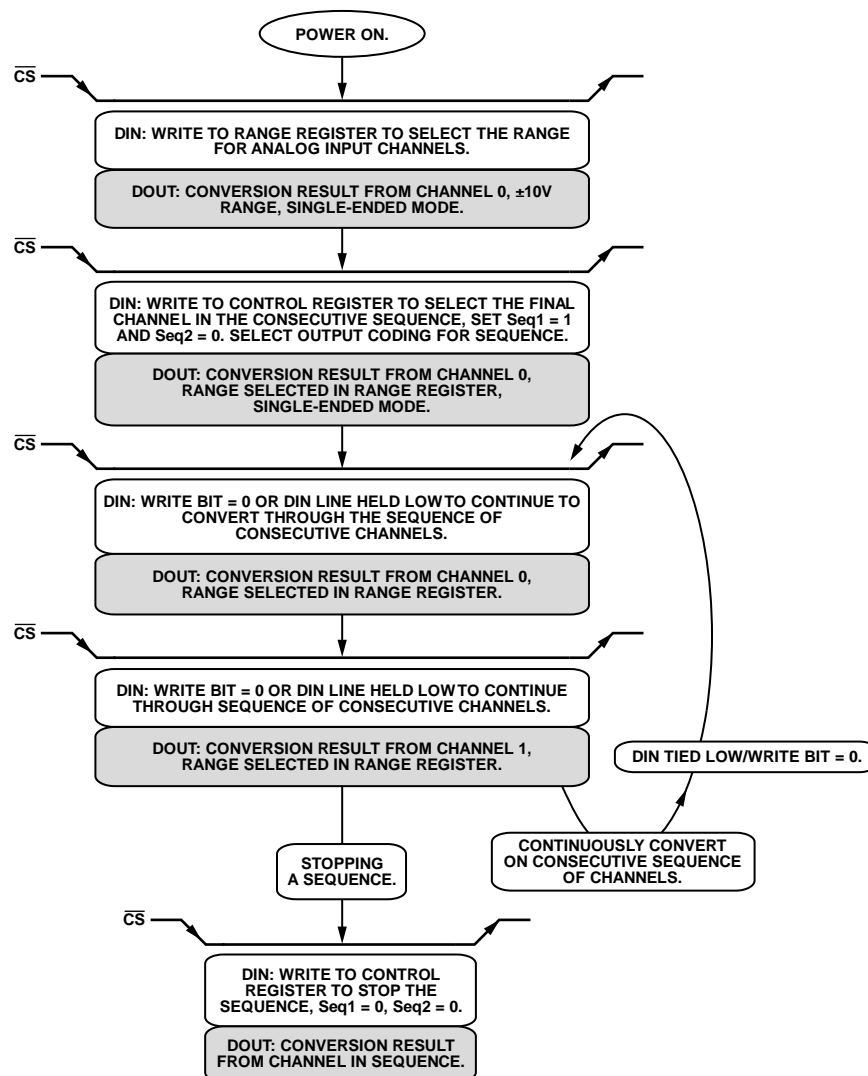 POWER ON.
CS
DIN: WRITE TO RANGE REGISTER TO SELECT THE RANGE
FOR ANALOG INPUT CHANNELS.
DOUT: CONVERSION RESULT FROM CHANNEL 0, ±10V
RANGE, SINGLE-ENDED MODE.
CS
DIN: WRITE TO CONTROL REGISTER TO SELECT THE FINAL
CHANNEL IN THE CONSECUTIVE SEQUENCE, SET Seq1 = 1
AND Seq2 = 0. SELECT OUTPUT CODING FOR SEQUENCE.
DOUT: CONVERSION RESULT FROM CHANNEL 0,
RANGE SELECTED IN RANGE REGISTER,
SINGLE-ENDED MODE.
CS
DIN: WRITE BIT = 0 OR DIN LINE HELD LOW TO CONTINUE TO
CONVERT THROUGH THE SEQUENCE OF
CONSECUTIVE CHANNELS.
DOUT: CONVERSION RESULT FROM CHANNEL 0,
RANGE SELECTED IN RANGE REGISTER.
CS
DIN: WRITE BIT = 0 OR DIN LINE HELD LOW TO CONTINUE
THROUGH SEQUENCE OF CONSECUTIVE CHANNELS.
DOUT: CONVERSION RESULT FROM CHANNEL 1,
RANGE SELECTED IN RANGE REGISTER.
DIN TIED LOW/WRITE BIT = 0.
CONTINUOUSLY CONVERT
ON CONSECUTIVE SEQUENCE
OF CHANNELS.
STOPPING
A SEQUENCE.
CS
DIN: WRITE TO CONTROL
REGISTER TO STOP THE
SEQUENCE, Seq1 = 0, Seq2 = 0.
DOUT: CONVERSION RESULT
FROM CHANNEL IN SEQUENCE.